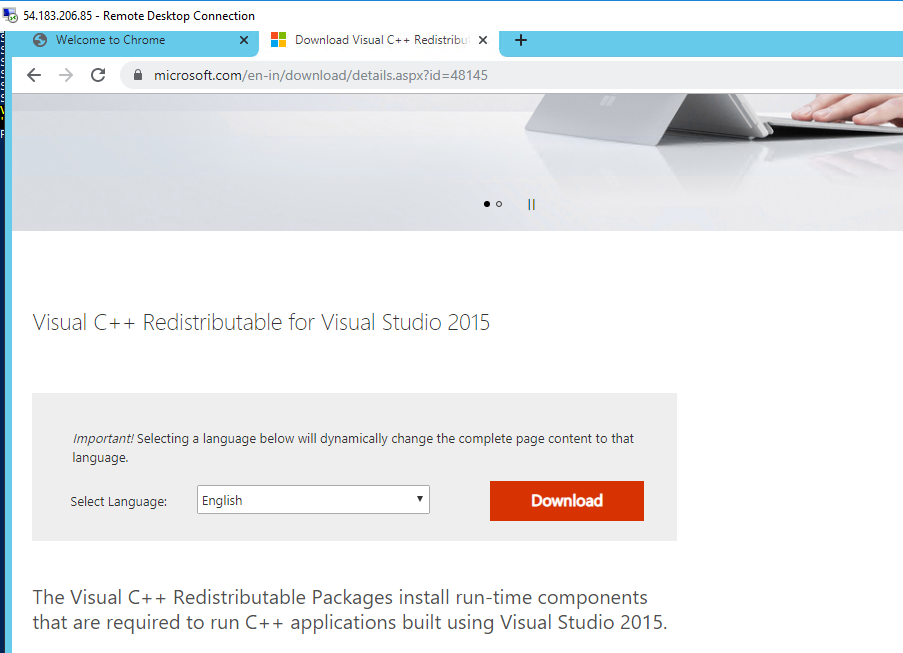 54.183.206.85 - Remote Desktop Connection
Welcome to Chrome
Download Visual C++ Redistribu
microsoft.com/en-in/download/details.aspx?id=48145
Visual C++ Redistributable for Visual Studio 2015
Important! Selecting a language below will dynamically change the complete page content to that
language.
Select Language:
English
Download
The Visual C++ Redistributable Packages install run-time components
that are required to run C++ applications built using Visual Studio 2015.